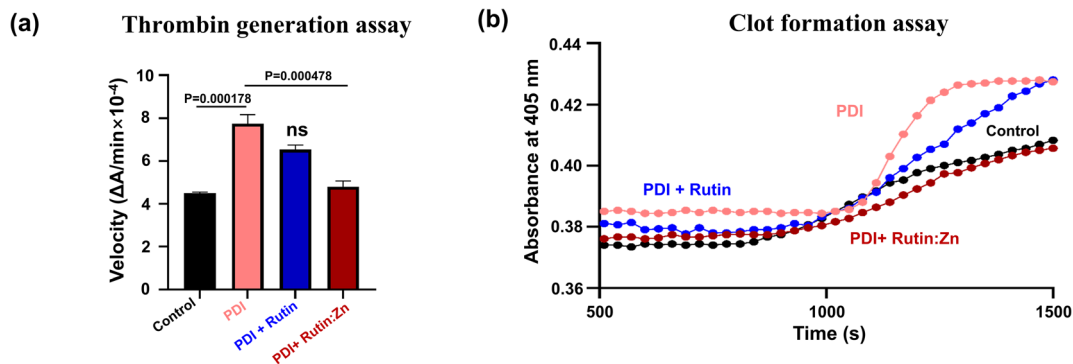 (a)
Thrombin generation assay
Velocity (ΔA/min×10⁻⁴)
10
8
6
4
2
0
P=0.000178
P=0.000478
ns
Control
PDI
PDI + Rutin
PDI+ Rutin:Zn
(b)
Clot formation assay
Absorbance at 405 nm
0.44
0.42
0.40
0.38
0.36
PDI
Control
PDI + Rutin
PDI+ Rutin:Zn
500
1000
1500
Time (s)